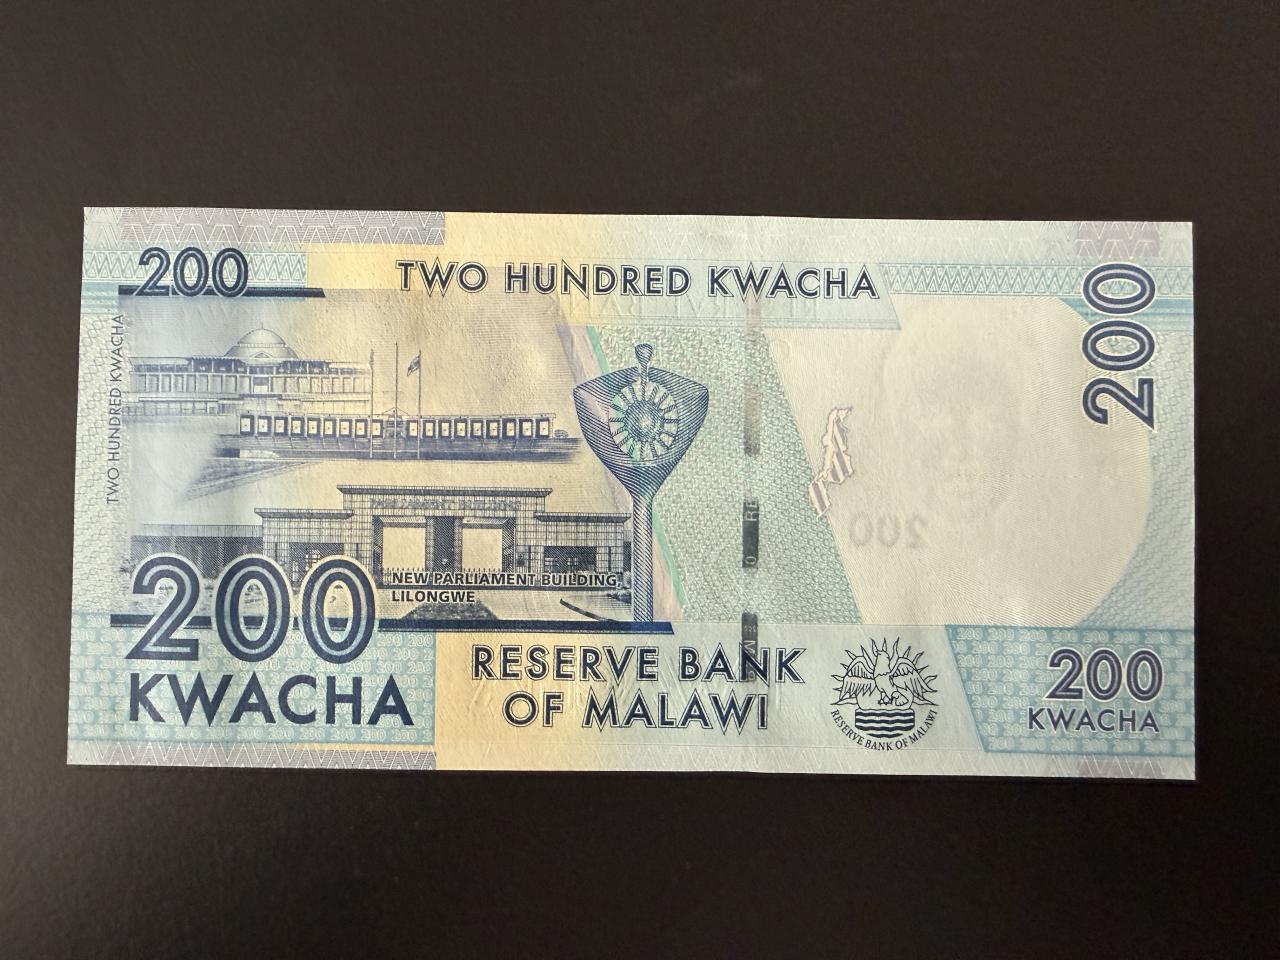 200
TWO HUNDRED KWACHA
200
TWO HUNDRED KWACHA
NEW PARLIAMENT BUILDING,
LILONGWE
200
KWACHA
RESERVE BANK
OF MALAWI
RESERVE BANK OF MALAWI
200
KWACHA
200